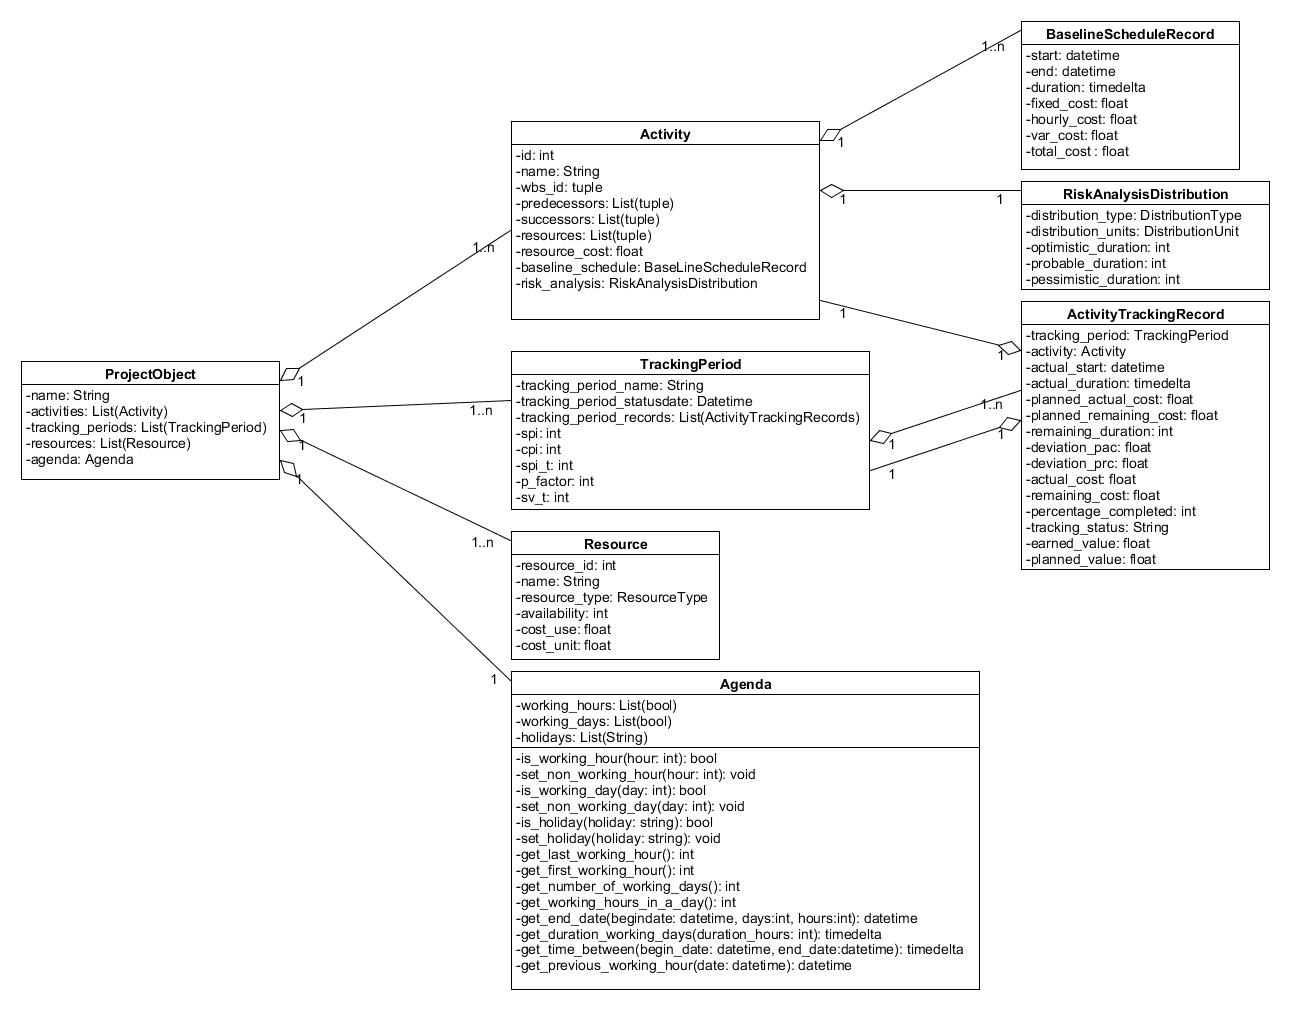 BaselineScheduleRecord
-start: datetime
-end: datetime
-duration: timedelta
-fixed_cost: float
-hourly_cost: float
-var_cost: float
-total_cost : float
1..n
1
Activity
-id: int
-name: String
-wbs_id: tuple
-predecessors: List(tuple)
-successors: List(tuple)
-resources: List(tuple)
-resource_cost: float
-baseline_schedule: BaseLineScheduleRecord
-risk_analysis: RiskAnalysisDistribution
1
1
RiskAnalysisDistribution
-distribution_type: DistributionType
-distribution_units: DistributionUnit
-optimistic_duration: int
-probable_duration: int
-pessimistic_duration: int
1
1
ActivityTrackingRecord
-tracking_period: TrackingPeriod
-activity: Activity
-actual_start: datetime
-actual_duration: timedelta
-planned_actual_cost: float
-planned_remaining_cost: float
-remaining_duration: int
-deviation_pac: float
-deviation_prc: float
-actual_cost: float
-remaining_cost: float
-percentage_completed: int
-tracking_status: String
-earned_value: float
-planned_value: float
1..n
1
ProjectObject
-name: String
-activities: List(Activity)
-tracking_periods: List(TrackingPeriod)
-resources: List(Resource)
-agenda: Agenda
1
1..n
TrackingPeriod
-tracking_period_name: String
-tracking_period_statusdate: Datetime
-tracking_period_records: List(ActivityTrackingRecords)
-spi: int
-cpi: int
-spi_t: int
-p_factor: int
-sv_t: int
1..n
1
1
1
1
1..n
Resource
-resource_id: int
-name: String
-resource_type: ResourceType
-availability: int
-cost_use: float
-cost_unit: float
1
1
Agenda
-working_hours: List(bool)
-working_days: List(bool)
-holidays: List(String)
-is_working_hour(hour: int): bool
-set_non_working_hour(hour: int): void
-is_working_day(day: int): bool
-set_non_working_day(day: int): void
-is_holiday(holiday: string): bool
-set_holiday(holiday: string): void
-get_last_working_hour(): int
-get_first_working_hour(): int
-get_number_of_working_days(): int
-get_working_hours_in_a_day(): int
-get_end_date(begindate: datetime, days:int, hours:int): datetime
-get_duration_working_days(duration_hours: int): timedelta
-get_time_between(begin_date: datetime, end_date:datetime): timedelta
-get_previous_working_hour(date: datetime): datetime